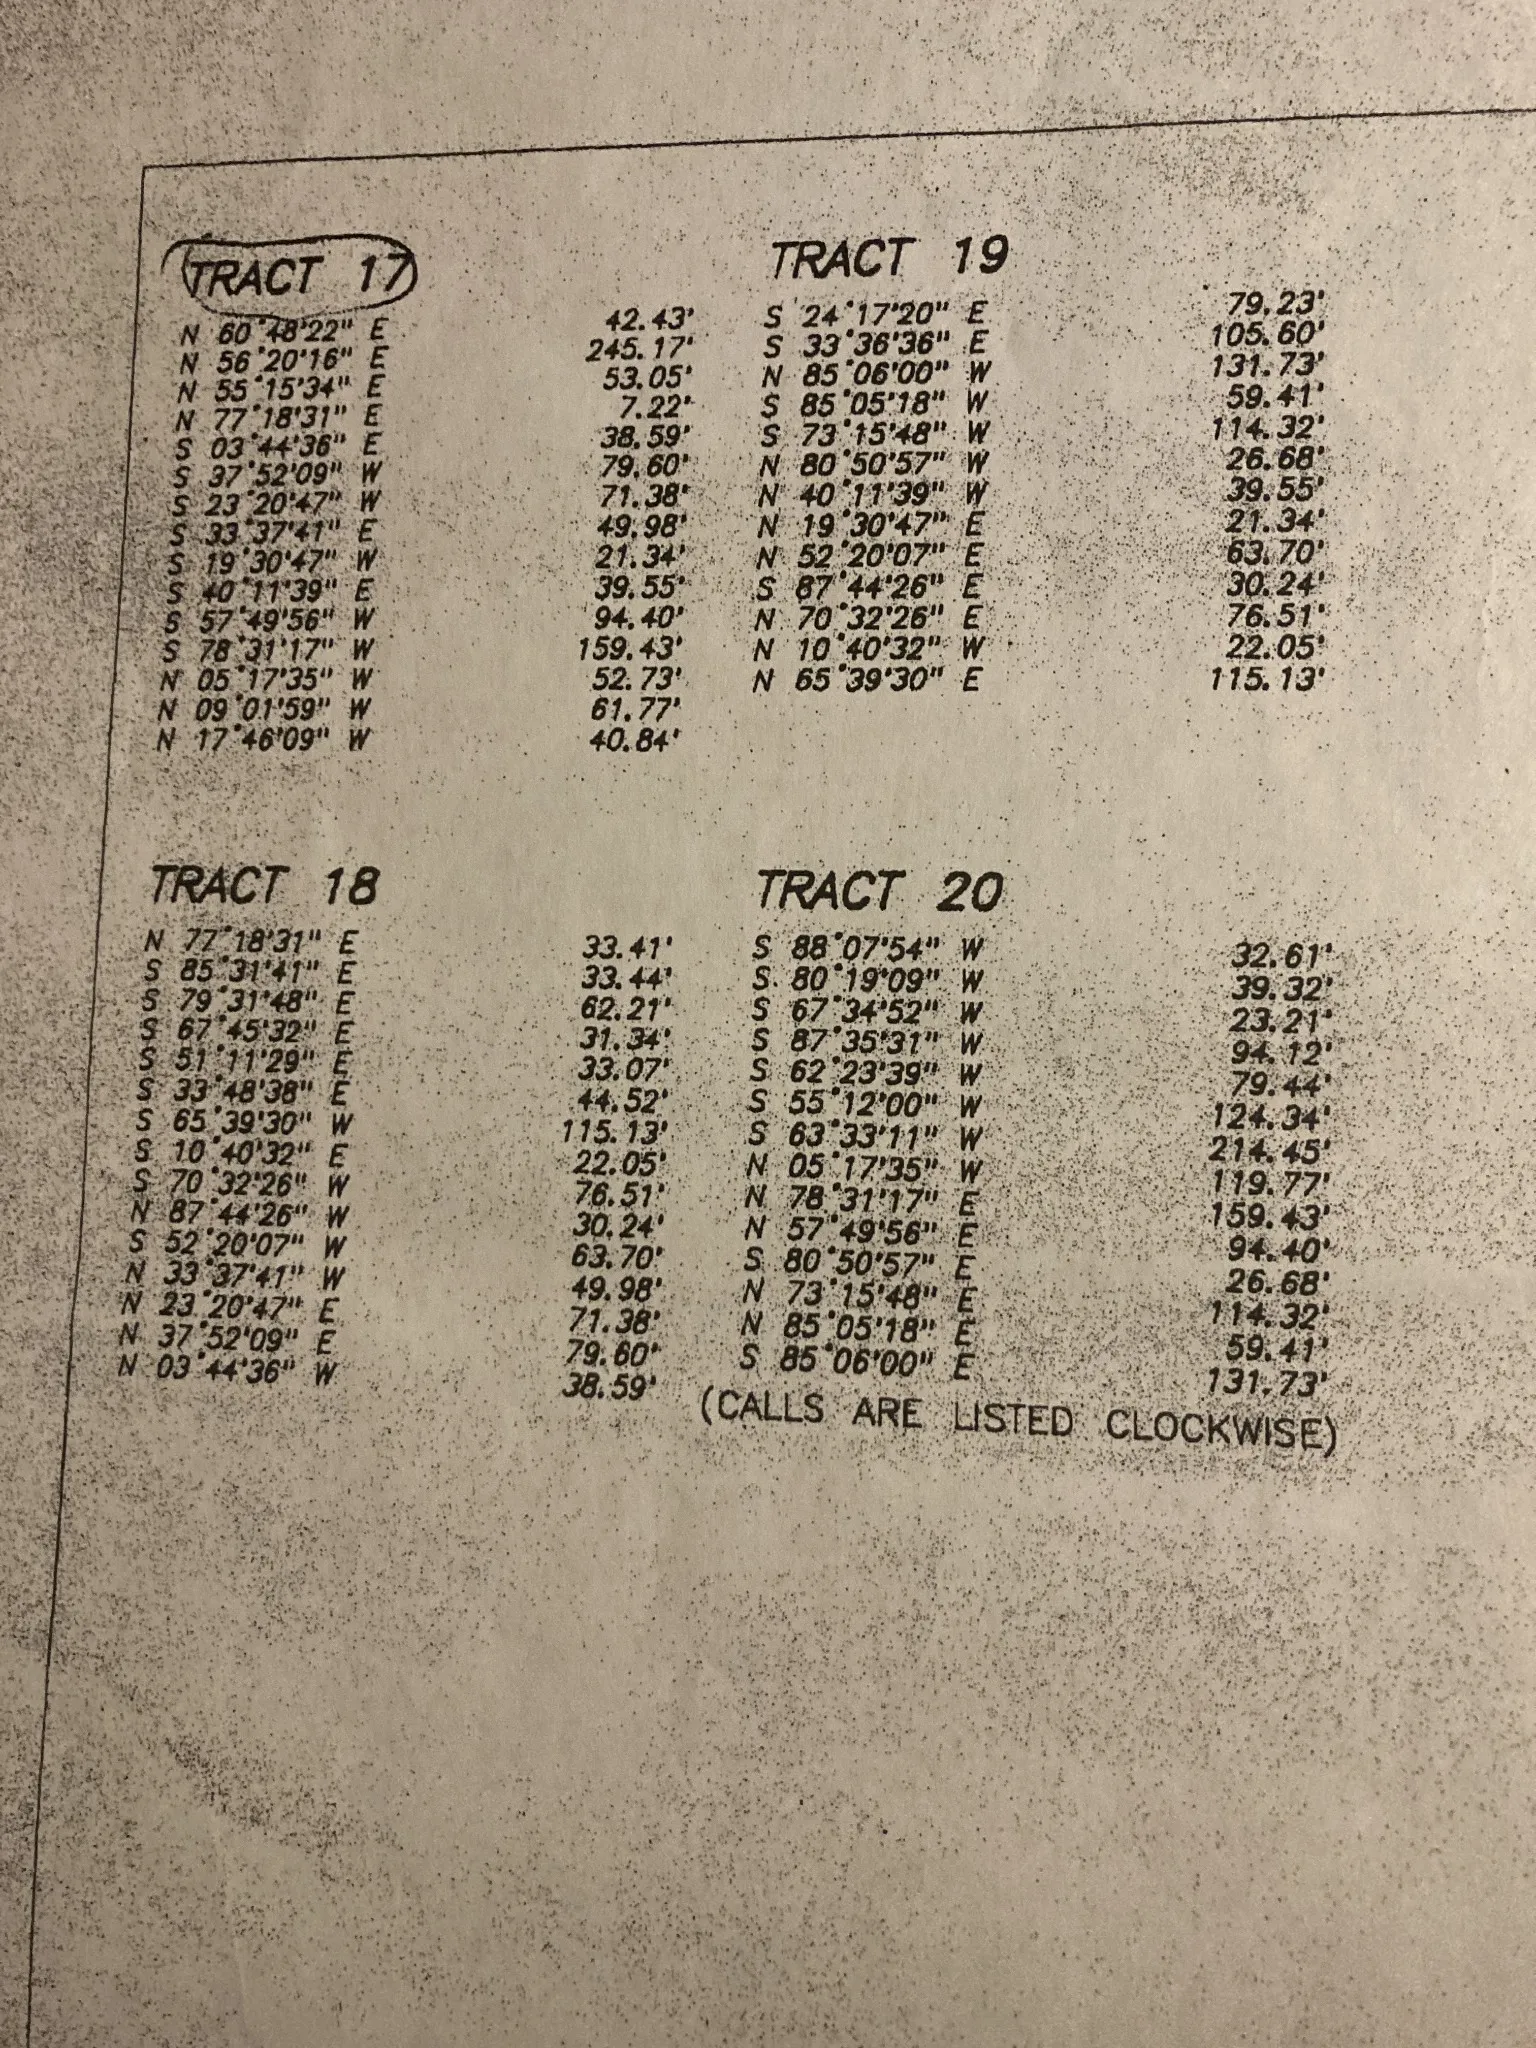 TRACT 17
N 60°48'22" E 42.43'
N 56°20'16" E 245.17'
N 55°15'34" E 53.05'
N 77°18'31" E 7.22'
S 03°44'36" E 38.59'
S 37°52'09" W 79.60'
S 23°20'47" W 71.38'
S 33°37'41" E 49.98'
S 19°30'47" W 21.34'
S 40°11'39" E 39.55'
S 57°49'56" W 94.40'
S 78°31'17" W 159.43'
N 05°17'35" W 52.73'
N 09°01'59" W 61.77'
N 17°46'09" W 40.84'
TRACT 19
S 24°17'20" E 79.23'
S 33°36'36" E 105.60'
N 85°06'00" W 131.73'
S 85°05'18" W 59.41'
S 73°15'48" W 114.32'
N 80°50'57" W 26.68'
N 40°11'39" W 39.55'
N 19°30'47" E 21.34'
N 52°20'07" E 63.70'
S 87°44'26" E 30.24'
N 70°32'26" E 76.51'
N 10°40'32" W 22.05'
N 65°39'30" E 115.13'
TRACT 18
N 77°18'31" E 33.41'
S 85°31'41" E 33.44'
S 79°31'48" E 62.21'
S 67°45'32" E 31.34'
S 51°11'29" E 33.07'
S 33°48'38" E 44.52'
S 65°39'30" W 115.13'
S 10°40'32" E 22.05'
S 70°32'26" W 76.51'
N 87°44'26" W 30.24'
S 52°20'07" W 63.70'
N 33°37'41" W 49.98'
N 23°20'47" E 71.38'
N 37°52'09" E 79.60'
N 03°44'36" W 38.59'
TRACT 20
S 88°07'54" W 32.61'
S 80°19'09" W 39.32'
S 67°34'52" W 23.21'
S 87°35'31" W 94.12'
S 62°23'39" W 79.44'
S 55°12'00" W 124.34'
S 63°33'11" W 214.45'
N 05°17'35" W 119.77'
N 78°31'17" E 159.43'
N 57°49'56" E 94.40'
S 80°50'57" E 26.68'
N 73°15'48" E 114.32'
N 85°05'18" E 59.41'
S 85°06'00" E 131.73'
(CALLS ARE LISTED CLOCKWISE)